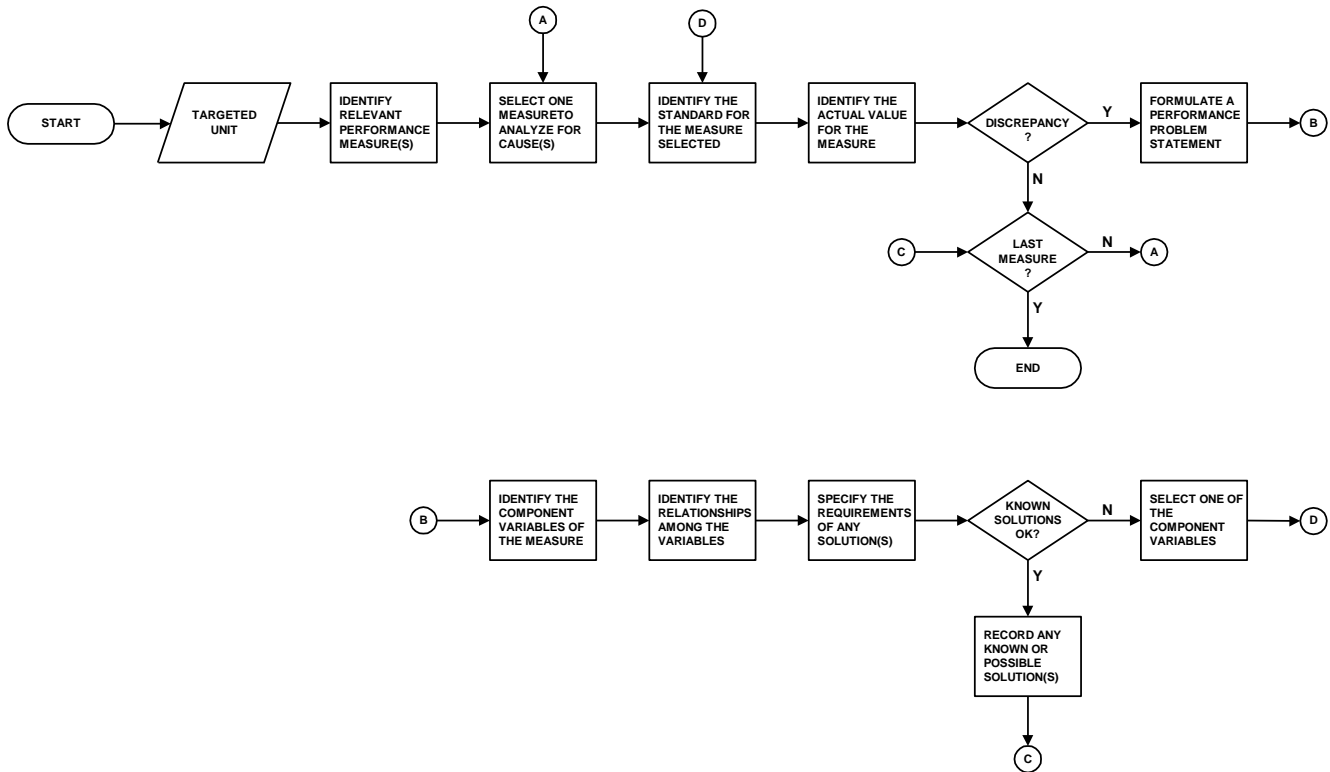 A
D
START
TARGETED
UNIT
IDENTIFY
RELEVANT
PERFORMANCE
MEASURE(S)
SELECT ONE
MEASURETO
ANALYZE FOR
CAUSE(S)
IDENTIFY THE
STANDARD FOR
THE MEASURE
SELECTED
IDENTIFY THE
ACTUAL VALUE
FOR THE
MEASURE
DISCREPANCY
?
Y
FORMULATE A
PERFORMANCE
PROBLEM
STATEMENT
B
N
C
LAST
MEASURE
?
N
A
Y
END
B
IDENTIFY THE
COMPONENT
VARIABLES OF
THE MEASURE
IDENTIFY THE
RELATIONSHIPS
AMONG THE
VARIABLES
SPECIFY THE
REQUIREMENTS
OF ANY
SOLUTION(S)
KNOWN
SOLUTIONS
OK?
N
SELECT ONE OF
THE
COMPONENT
VARIABLES
D
Y
RECORD ANY
KNOWN OR
POSSIBLE
SOLUTION(S)
C